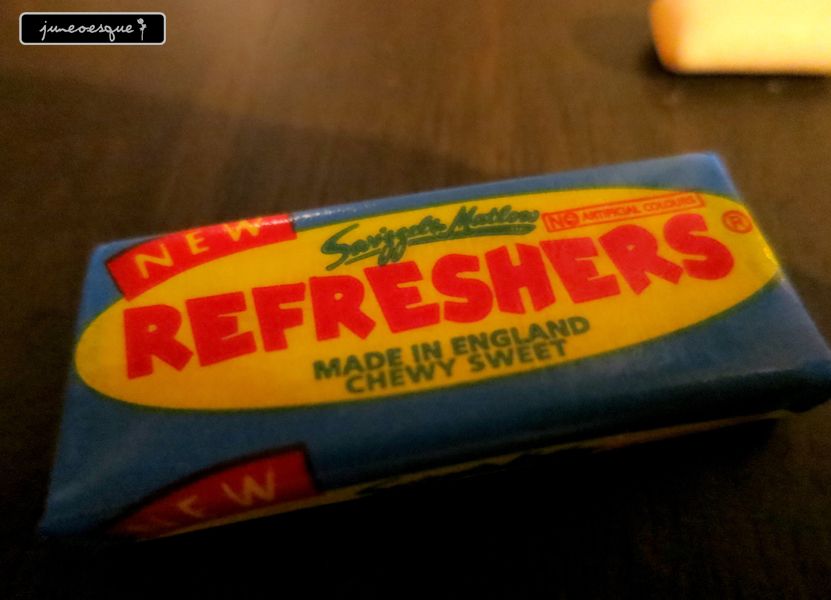 juneoesque
NEW
Swizzels Matlow
NO ARTIFICIAL COLOURS
REFRESHERS®
MADE IN ENGLAND
CHEWY SWEET
NEW